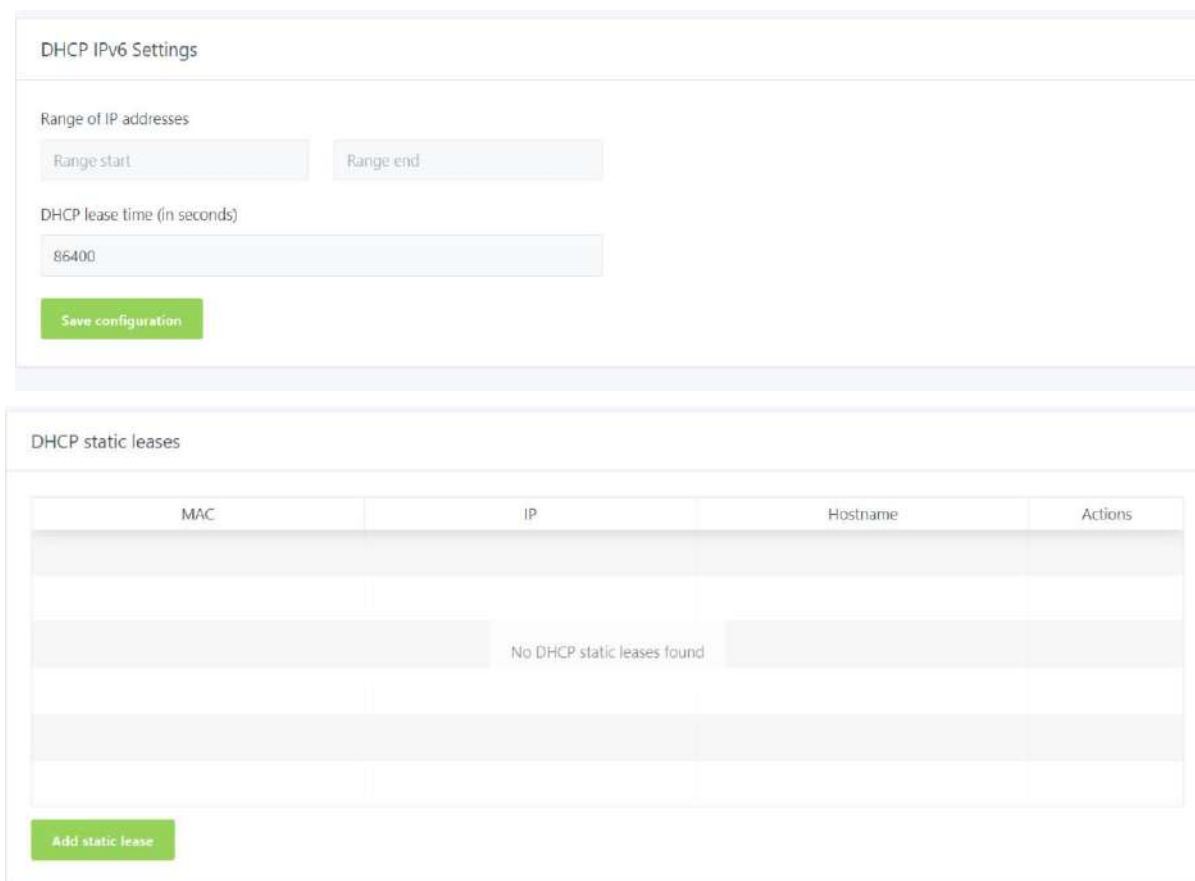 DHCP IPv6 Settings
Range of IP addresses
Range start Range end
DHCP lease time (in seconds)
86400
Save configuration
DHCP static leases
MAC IP Hostname Actions
No DHCP static leases found
Add static lease